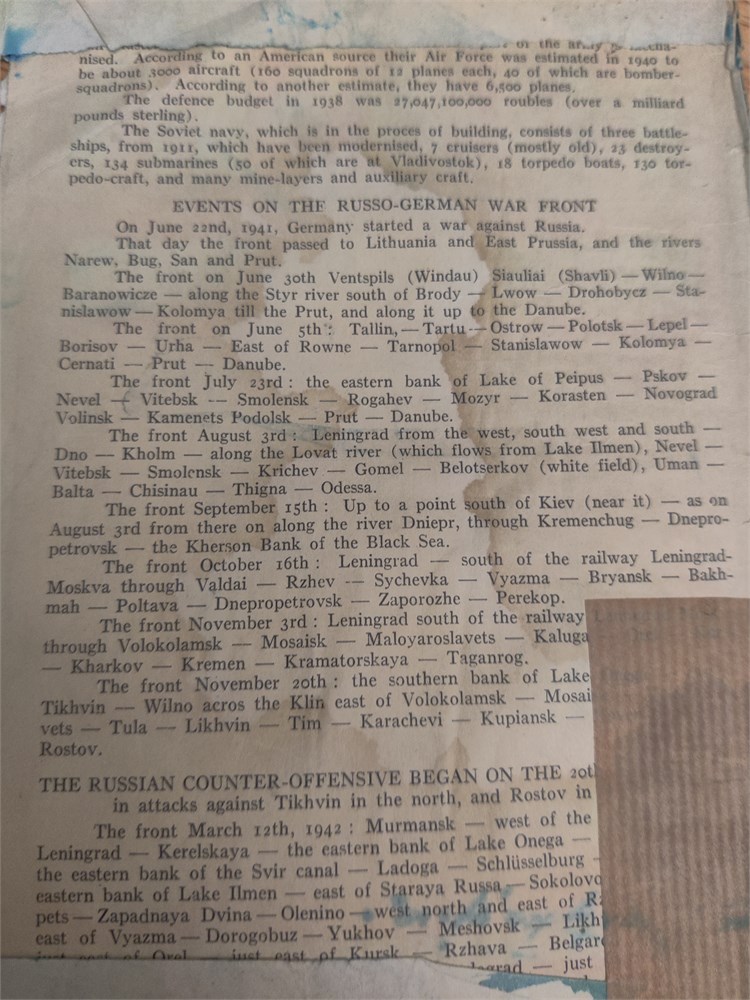 of the army is mecha-
nised. According to an American source their Air Force was estimated in 1940 to
be about 3000 aircraft (160 squadrons of 12 planes each, 40 of which are bomber-
squadrons). According to another estimate, they have 6,500 planes.
The defence budget in 1938 was 27,047,100,000 roubles (over a milliard
pounds sterling).
The Soviet navy, which is in the proces of building, consists of three battle-
ships, from 1911, which have been modernised, 7 cruisers (mostly old), 25 destroy-
ers, 134 submarines (50 of which are at Vladivostok), 18 torpedo boats, 130 tor-
pedo-craft, and many mine-layers and auxiliary craft.
EVENTS ON THE RUSSO-GERMAN WAR FRONT
On June 22nd, 1941, Germany started a war against Russia.
That day the front passed to Lithuania and East Prussia, and the rivers
Narew, Bug, San and Prut.
The front on June 30th Ventspils (Windau) Siauliai (Shavli) — Wilno —
Baranowicze — along the Styr river south of Brody — Lwow — Drohobycz — Sta-
nislawow — Kolomya till the Prut, and along it up to the Danube.
The front on June 5th : Tallin, — Tartu — Ostrow — Polotsk — Lepel —
Borisov — Urha — East of Rowne — Tarnopol — Stanislawow — Kolomya —
Cernati — Prut — Danube.
The front July 23rd : the eastern bank of Lake of Peipus — Pskov —
Nevel — Vitebsk — Smolensk — Rogahev — Mozyr — Korasten — Novograd
Volinsk — Kamenets Podolsk — Prut — Danube.
The front August 3rd : Leningrad from the west, south west and south —
Dno — Kholm — along the Lovat river (which flows from Lake Ilmen), Nevel —
Vitebsk — Smolensk — Krichev — Gomel — Belotserkov (white field), Uman —
Balta — Chisinau — Thigna — Odessa.
The front September 15th : Up to a point south of Kiev (near it) — as on
August 3rd from there on along the river Dniepr, through Kremenchug — Dnepro-
petrovsk — the Kherson Bank of the Black Sea.
The front October 16th : Leningrad — south of the railway Leningrad-
Moskva through Valdai — Rzhev — Sychevka — Vyazma — Bryansk — Bakh-
mah — Poltava — Dnepropetrovsk — Zaporozhe — Perekop.
The front November 3rd : Leningrad south of the railway
through Volokolamsk — Mosaisk — Maloyaroslavets — Kaluga
— Kharkov — Kremen — Kramatorskaya — Taganrog.
The front November 20th : the southern bank of Lake
Tikhvin — Wilno acros the Klin east of Volokolamsk — Mosai
vets — Tula — Likhvin — Tim — Karachevi — Kupiansk —
Rostov.
THE RUSSIAN COUNTER-OFFENSIVE BEGAN ON THE 20t
in attacks against Tikhvin in the north, and Rostov in
The front March 12th, 1942 : Murmansk — west of the
Leningrad — Kerelskaya — the eastern bank of Lake Onega —
the eastern bank of the Svir canal — Ladoga — Schlüsselburg -
eastern bank of Lake Ilmen — east of Staraya Russa — Sokolovo
pets — Zapadnaya Dvina — Olenino — west north and east of R
east of Vyazma — Dorogobuz — Yukhov — Meshovsk — Likh
just east of Orel — just east of Kursk — Rzhava — Belgar
— just